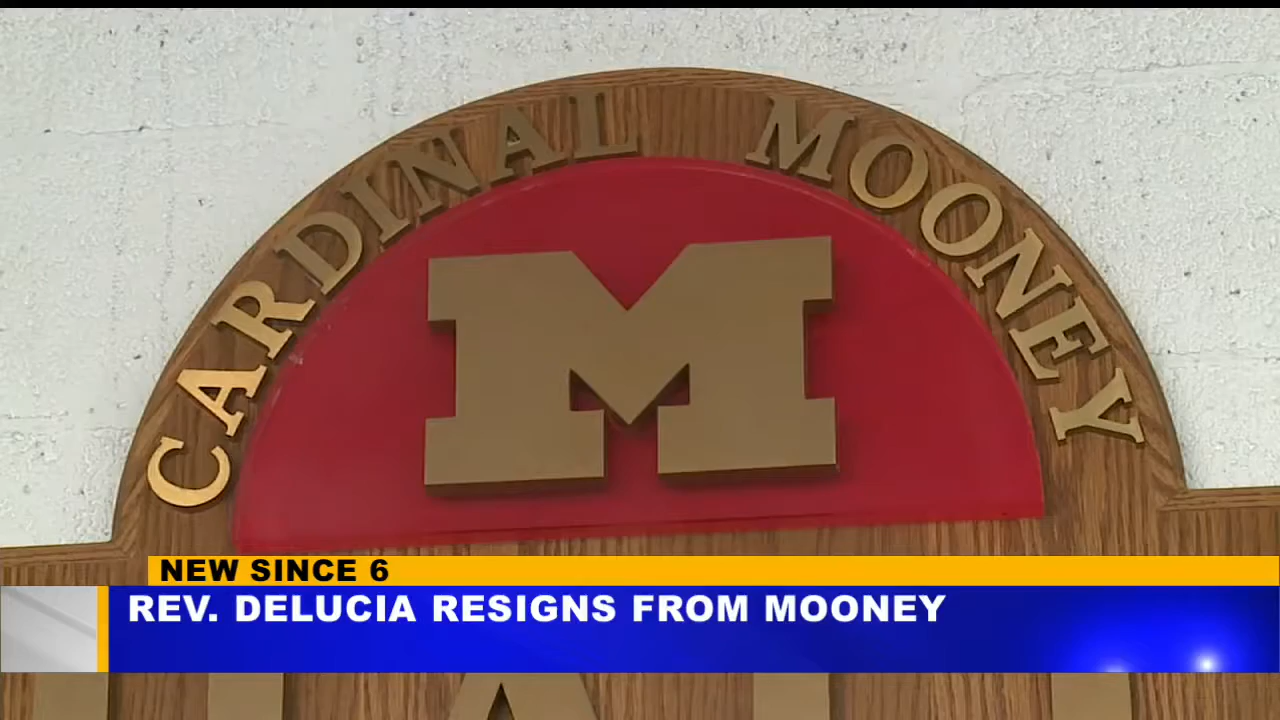 CARDINAL MOONEY
M
NEW SINCE 6
REV. DELUCIA RESIGNS FROM MOONEY